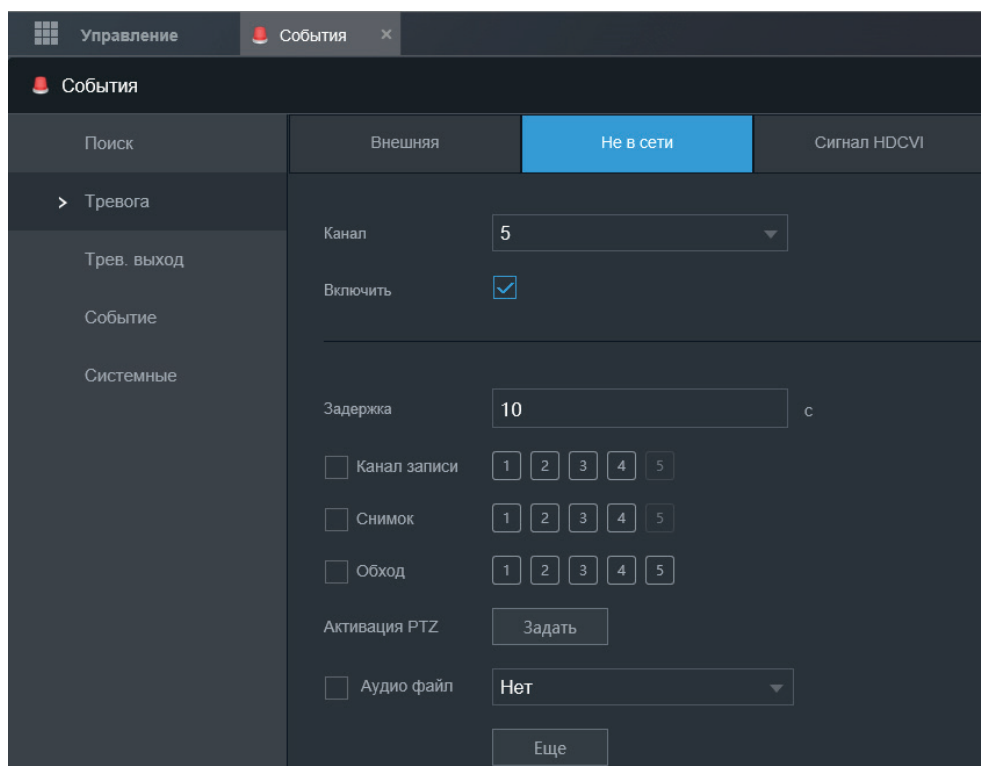 Управление
События ×
События
Поиск
Тревога
Трев. выход
Событие
Системные
Внешняя
Не в сети
Сигнал HDCVI
Канал 5
Включить
Задержка 10 с
Канал записи 1 2 3 4 5
Снимок 1 2 3 4 5
Обход 1 2 3 4 5
Активация PTZ Задать
Аудио файл Нет
Еще